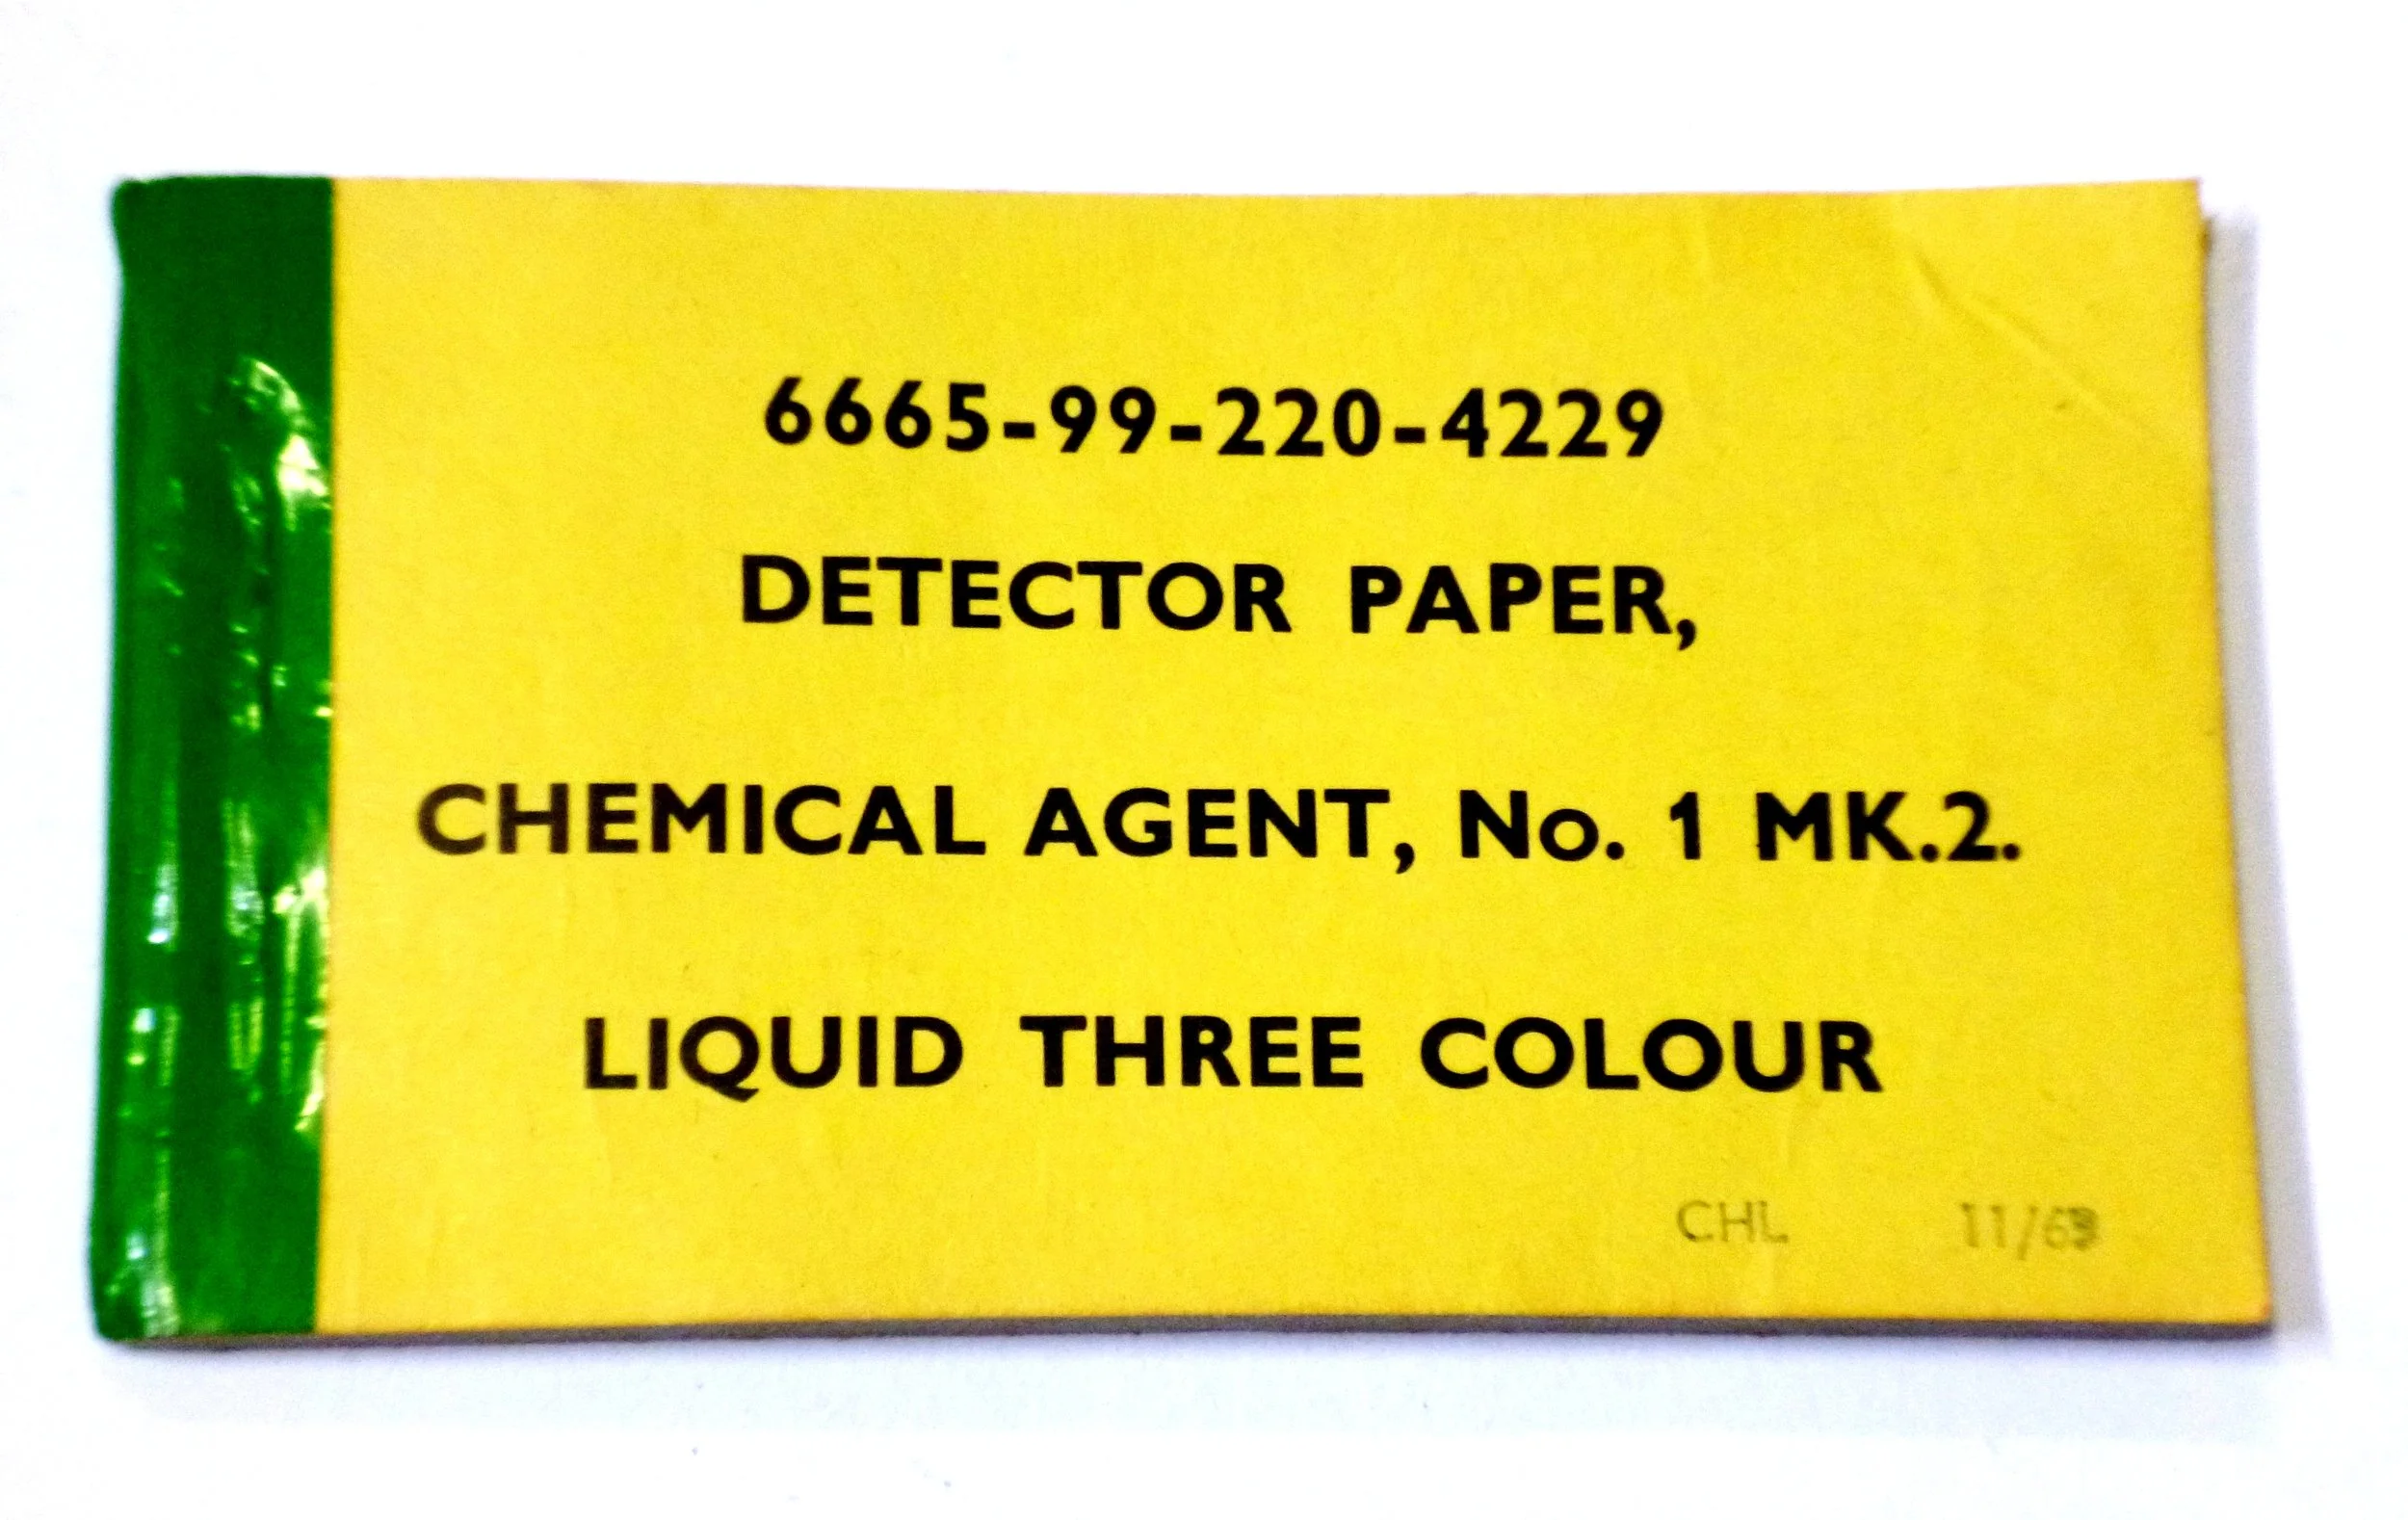 6665-99-220-4229
DETECTOR PAPER,
CHEMICAL AGENT, No. 1 MK.2.
LIQUID THREE COLOUR
CHL